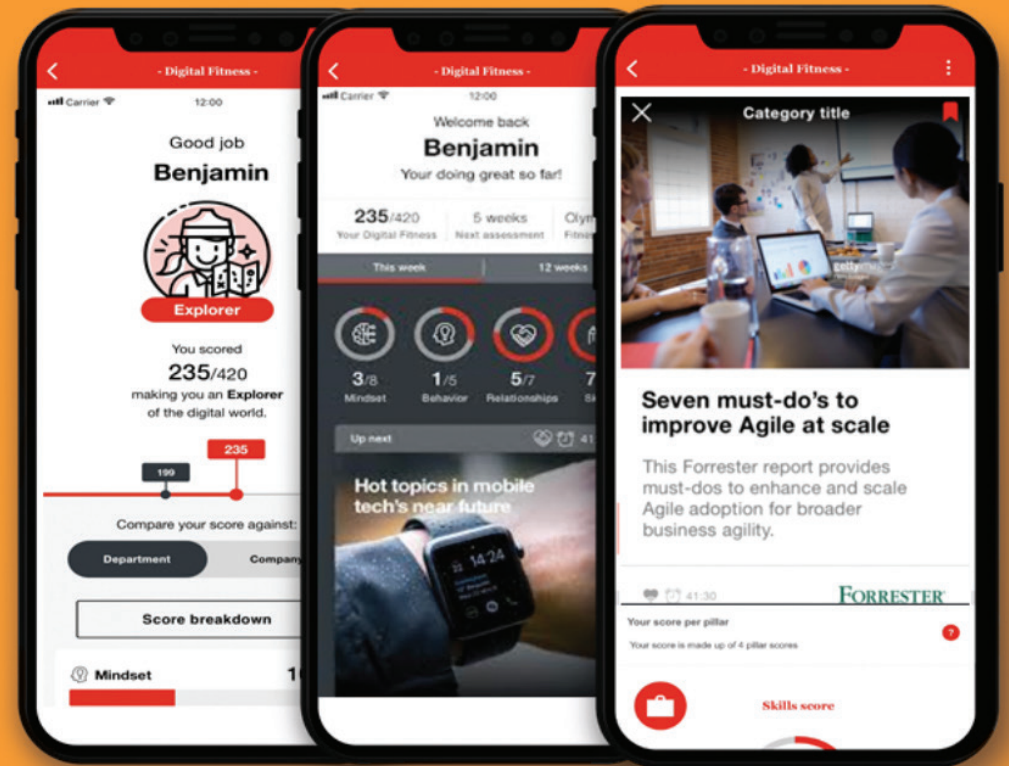 - Digital Fitness -
Carrier
12:00
Good job
Benjamin
Explorer
You scored
235/420
making you an Explorer
of the digital world.
235
199
Compare your score against:
Department
Company
Score breakdown
Mindset
- Digital Fitness -
Carrier
12:00
Welcome back
Benjamin
Your doing great so far!
235/420 5 weeks
Your Digital Fitness Next assessment
This week 12 weeks
3/8 1/5 5/7 7
Mindset Behavior Relationships
Up next 41
Hot topics in mobile
tech's near future
14:24
- Digital Fitness -
Category title
gettyimages
Seven must-do's to
improve Agile at scale
This Forrester report provides
must-dos to enhance and scale
Agile adoption for broader
business agility.
41:30 FORRESTER
Your score per pillar
?
Your score is made up of 4 pillar scores
Skills score